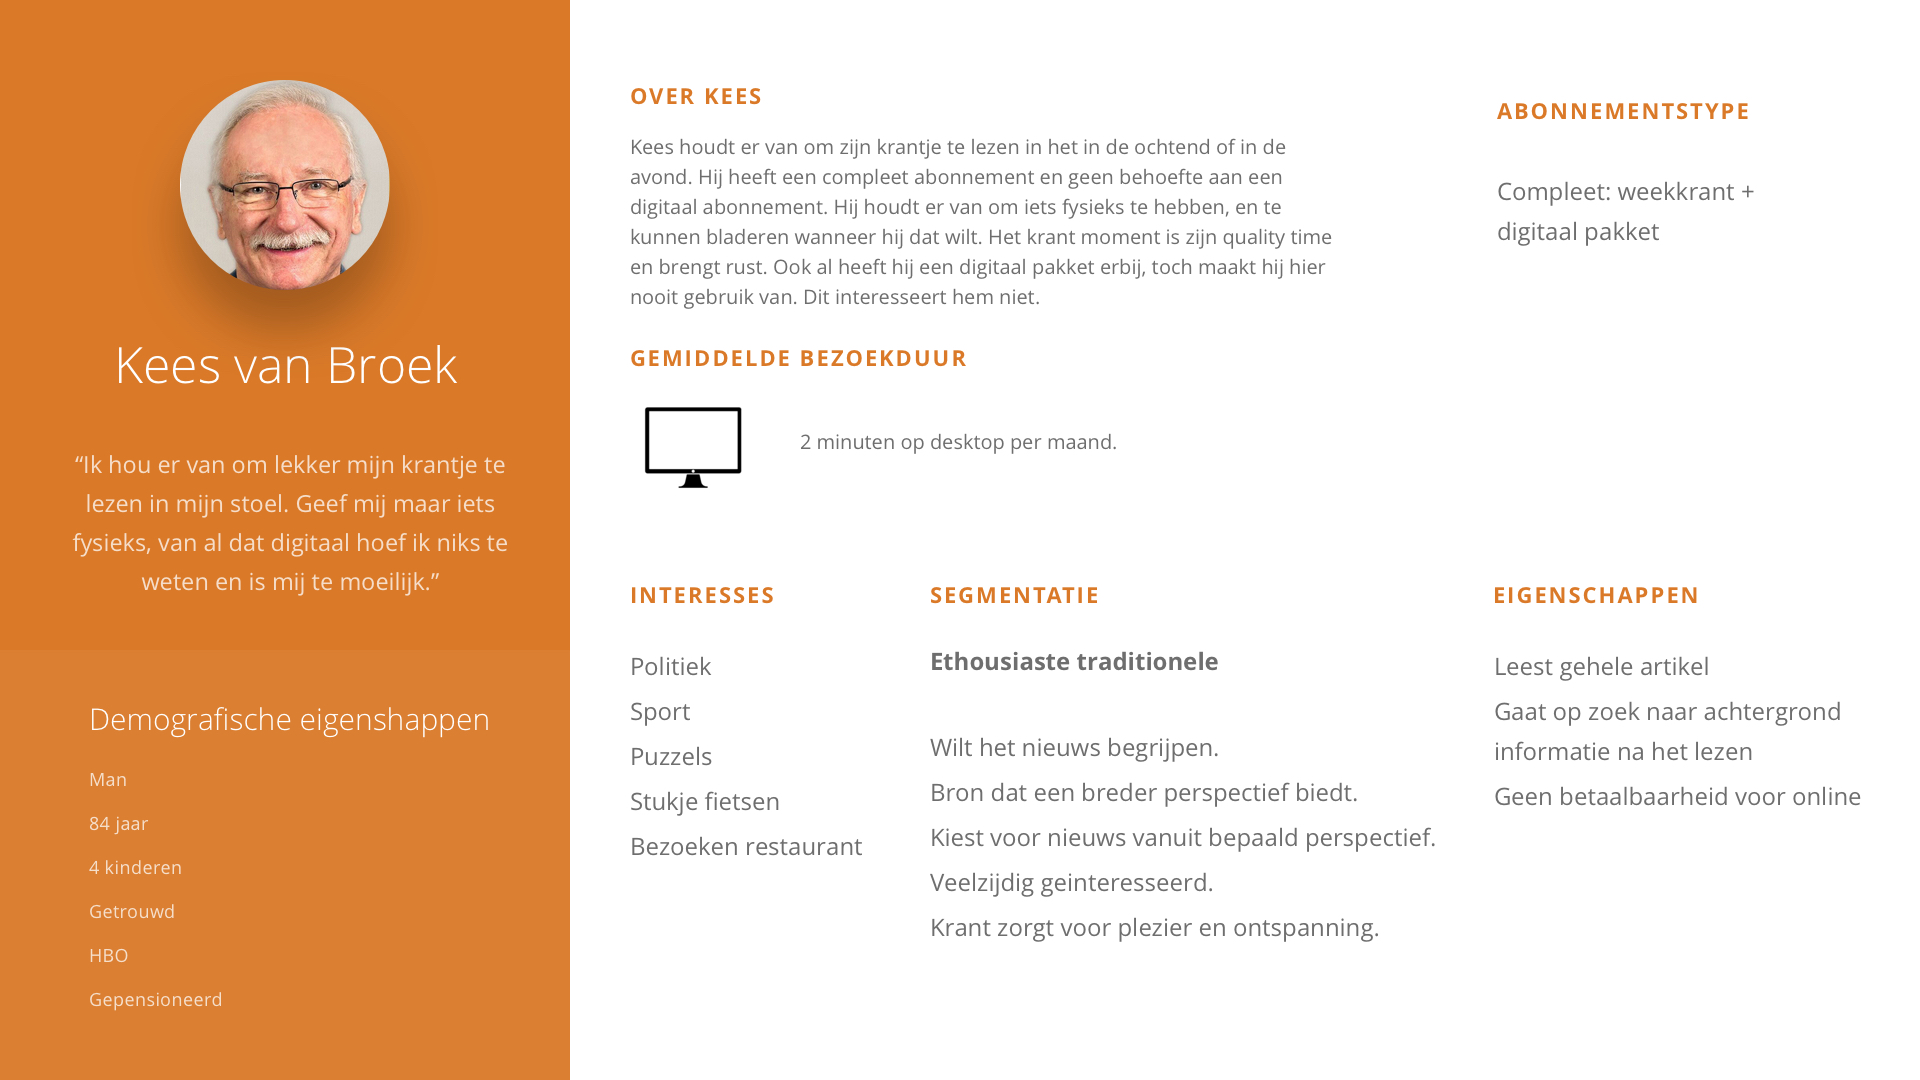 Kees van Broek
“Ik hou er van om lekker mijn krantje te
lezen in mijn stoel. Geef mij maar iets
fysieks, van al dat digitaal hoef ik niks te
weten en is mij te moeilijk.”
Demografische eigenshappen
Man
84 jaar
4 kinderen
Getrouwd
HBO
Gepensioneerd
OVER KEES
Kees houdt er van om zijn krantje te lezen in het in de ochtend of in de
avond. Hij heeft een compleet abonnement en geen behoefte aan een
digitaal abonnement. Hij houdt er van om iets fysieks te hebben, en te
kunnen bladeren wanneer hij dat wilt. Het krant moment is zijn quality time
en brengt rust. Ook al heeft hij een digitaal pakket erbij, toch maakt hij hier
nooit gebruik van. Dit interesseert hem niet.
GEMIDDELDE BEZOEKDUUR
2 minuten op desktop per maand.
ABONNEMENTSTYPE
Compleet: weekkrant +
digitaal pakket
INTERESSES
Politiek
Sport
Puzzels
Stukje fietsen
Bezoeken restaurant
SEGMENTATIE
Ethousiaste traditionele
Wilt het nieuws begrijpen.
Bron dat een breder perspectief biedt.
Kiest voor nieuws vanuit bepaald perspectief.
Veelzijdig geinteresseerd.
Krant zorgt voor plezier en ontspanning.
EIGENSCHAPPEN
Leest gehele artikel
Gaat op zoek naar achtergrond
informatie na het lezen
Geen betaalbaarheid voor online